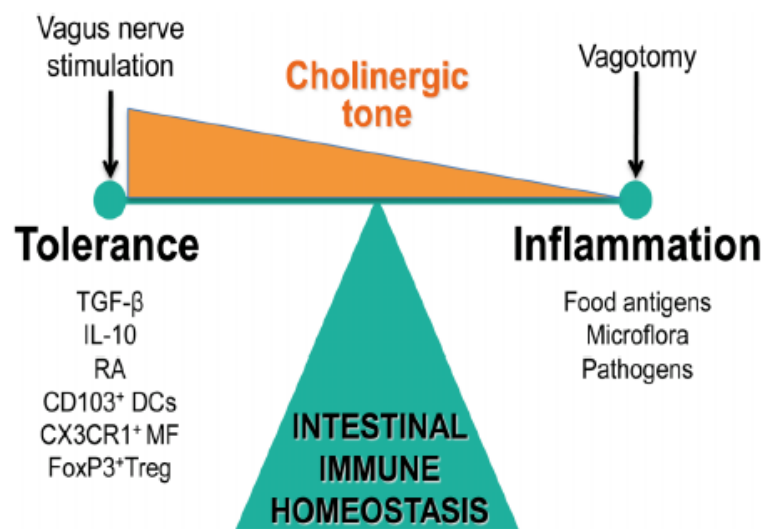 Vagus nerve
stimulation
Cholinergic
tone
Vagotomy
Tolerance
Inflammation
TGF-β
IL-10
RA
CD103⁺ DCs
CX3CR1⁺ MF
FoxP3⁺Treg
Food antigens
Microflora
Pathogens
INTESTINAL
IMMUNE
HOMEOSTASIS